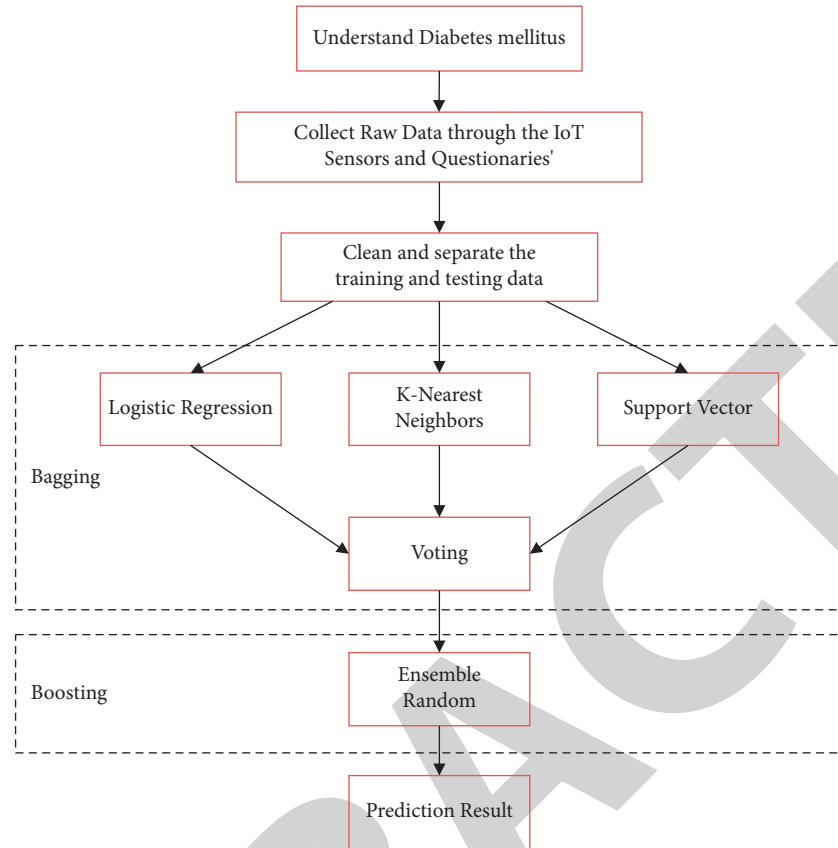 Understand Diabetes mellitus
Collect Raw Data through the IoT
Sensors and Questionaries'
Clean and separate the
training and testing data
Logistic Regression
K-Nearest
Neighbors
Support Vector
Bagging
Voting
Boosting
Ensemble
Random
Prediction Result
ACT